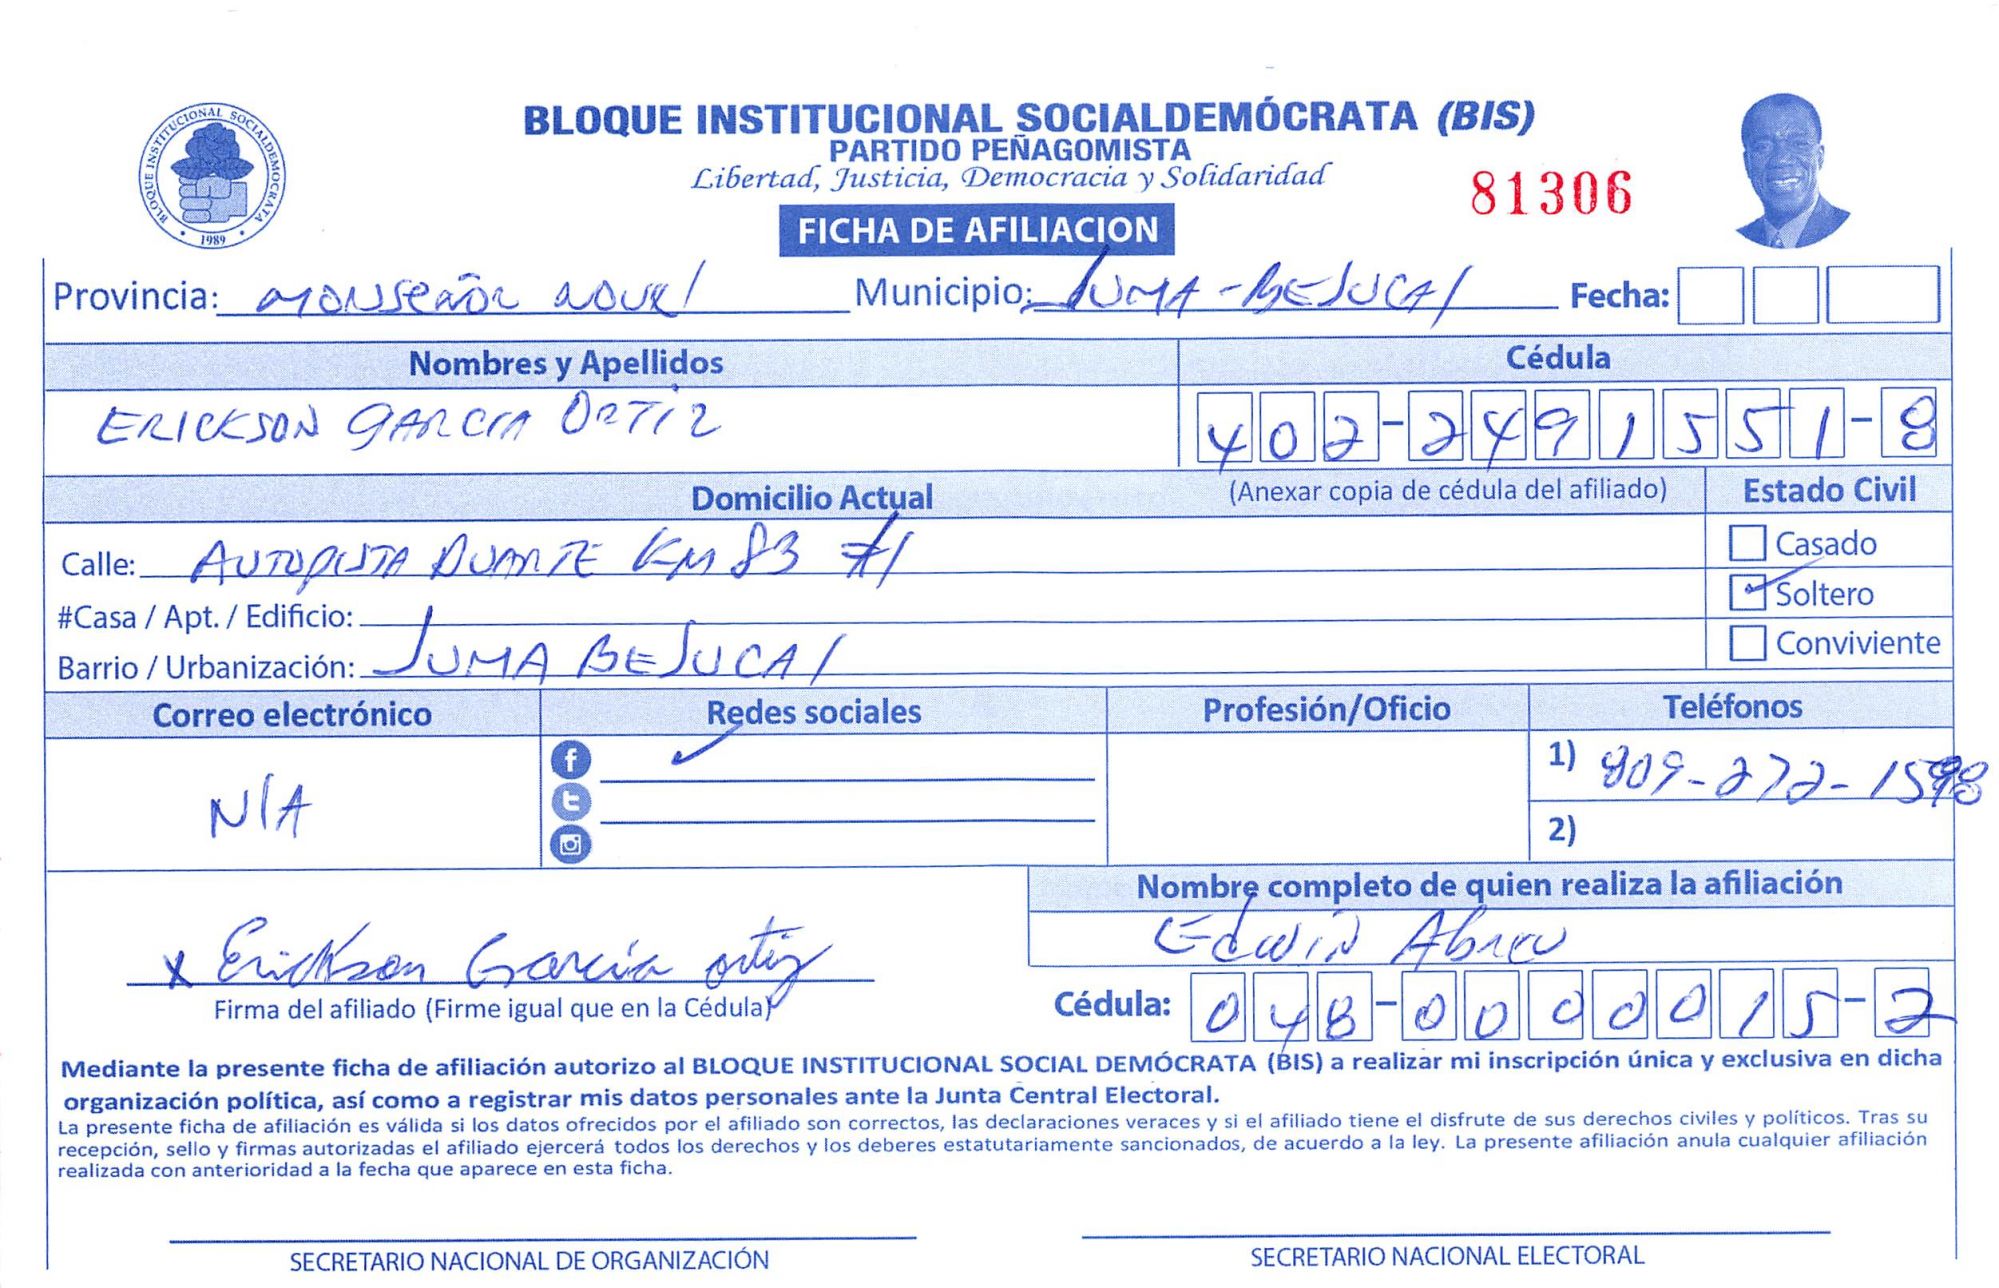 BLOQUE INSTITUCIONAL SOCIALDEMÓCRATA (BIS)
PARTIDO PEÑAGOMISTA
Libertad, Justicia, Democracia y Solidaridad
81306
FICHA DE AFILIACION
BLOQUE INSTITUCIONAL SOCIALDEMOCRATA
1989
Provincia: MONSEÑOR NOUEL Municipio: JUMA-BEJUCAL Fecha:
Nombres y Apellidos Cédula
ERICKSON GARCIA ORTIZ 402-2491551-8
Domicilio Actual (Anexar copia de cédula del afiliado) Estado Civil
Calle: AUTOPISTA DUARTE KM 83 #1 Casado
#Casa / Apt. / Edificio: Soltero
Barrio / Urbanización: JUMA BEJUCAL Conviviente
Correo electrónico Redes sociales Profesión/Oficio Teléfonos
N/A 1) 809-272-1598
2)
Nombre completo de quien realiza la afiliación
Edwin Abreu
x Erickson García ortiz
Firma del afiliado (Firme igual que en la Cédula) Cédula: 048-0000015-2
Mediante la presente ficha de afiliación autorizo al BLOQUE INSTITUCIONAL SOCIAL DEMÓCRATA (BIS) a realizar mi inscripción única y exclusiva en dicha
organización política, así como a registrar mis datos personales ante la Junta Central Electoral.
La presente ficha de afiliación es válida si los datos ofrecidos por el afiliado son correctos, las declaraciones veraces y si el afiliado tiene el disfrute de sus derechos civiles y políticos. Tras su
recepción, sello y firmas autorizadas el afiliado ejercerá todos los derechos y los deberes estatutariamente sancionados, de acuerdo a la ley. La presente afiliación anula cualquier afiliación
realizada con anterioridad a la fecha que aparece en esta ficha.
SECRETARIO NACIONAL DE ORGANIZACIÓN SECRETARIO NACIONAL ELECTORAL